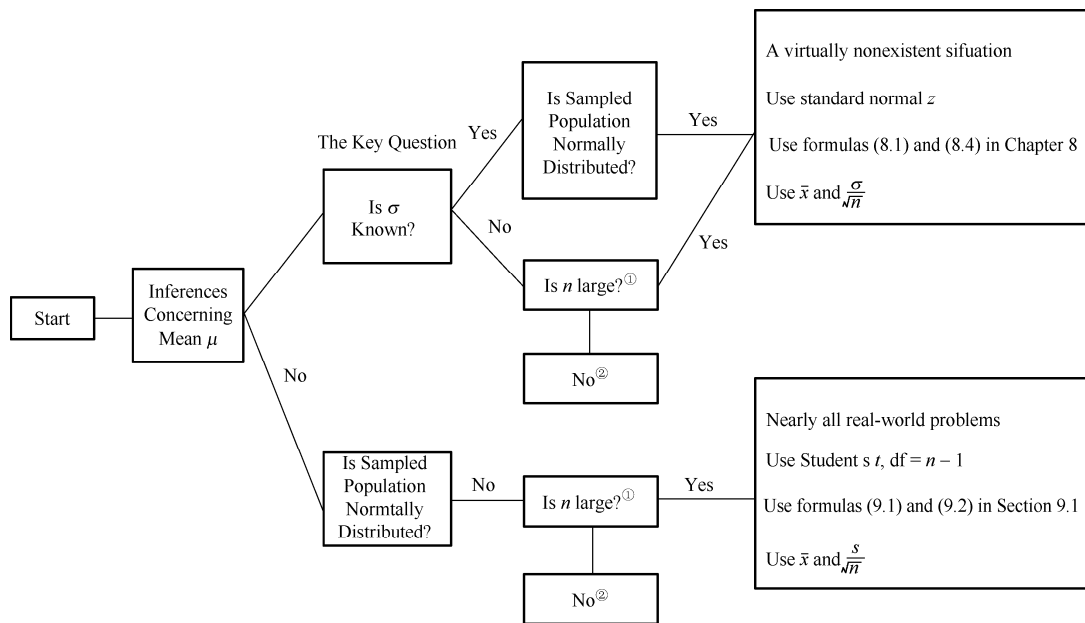 Start
Inferences
Concerning
Mean μ
The Key Question
Is σ
Known?
Yes
No
Is Sampled
Population
Normally
Distributed?
Yes
Is n large?①
Yes
No②
A virtually nonexistent sifuation
Use standard normal z
Use formulas (8.1) and (8.4) in Chapter 8
Use x̄ and σ/√n
No
Is Sampled
Population
Normtally
Distributed?
No
Is n large?①
Yes
No②
Nearly all real-world problems
Use Student s t, df = n – 1
Use formulas (9.1) and (9.2) in Section 9.1
Use x̄ and s/√n